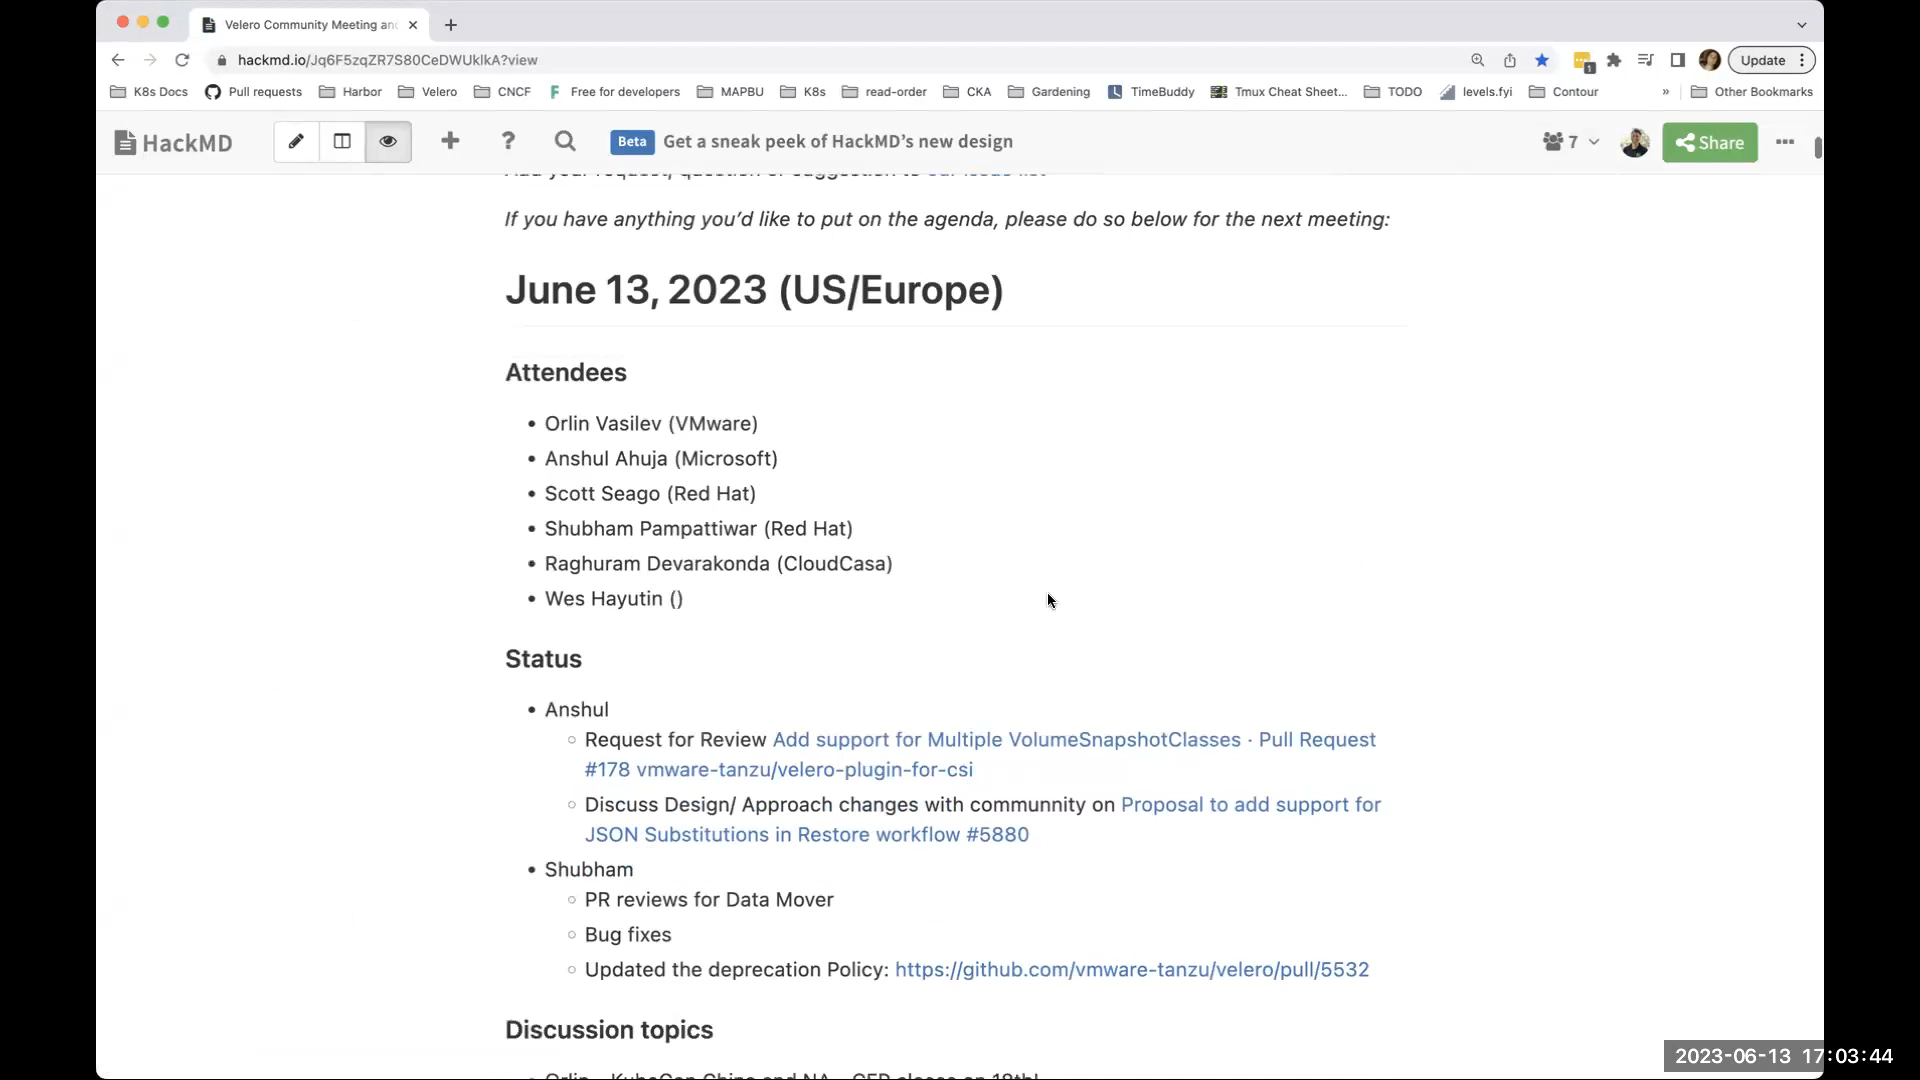 Velero Community Meeting an
hackmd.io/Jq6F5zqZR7S80CeDWUklkA?view
Update
K8s Docs Pull requests Harbor Velero CNCF Free for developers MAPBU K8s read-order CKA Gardening TimeBuddy Tmux Cheat Sheet... TODO levels.fyi Contour » Other Bookmarks
HackMD Beta Get a sneak peek of HackMD's new design 7 Share
If you have anything you'd like to put on the agenda, please do so below for the next meeting:
June 13, 2023 (US/Europe)
Attendees
• Orlin Vasilev (VMware)
• Anshul Ahuja (Microsoft)
• Scott Seago (Red Hat)
• Shubham Pampattiwar (Red Hat)
• Raghuram Devarakonda (CloudCasa)
• Wes Hayutin ()
Status
• Anshul
○ Request for Review Add support for Multiple VolumeSnapshotClasses · Pull Request
#178 vmware-tanzu/velero-plugin-for-csi
○ Discuss Design/ Approach changes with communnity on Proposal to add support for
JSON Substitutions in Restore workflow #5880
• Shubham
○ PR reviews for Data Mover
○ Bug fixes
○ Updated the deprecation Policy: https://github.com/vmware-tanzu/velero/pull/5532
Discussion topics
2023-06-13 17:03:44